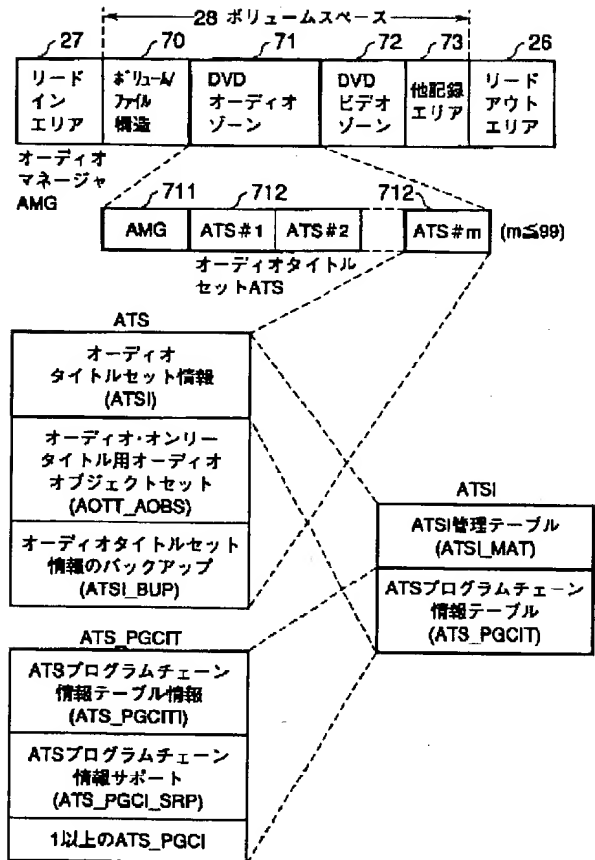 28 ボリュームスペース
27 70 71 72 73 26
リード
イン
エリア
ボリュール/
ファイル
構造
DVD
オーディオ
ゾーン
DVD
ビデオ
ゾーン
他記録
エリア
リード
アウト
エリア
オーディオ
マネージャ
AMG
711 712 712
AMG ATS#1 ATS#2 ATS#m (m≦99)
オーディオタイトル
セットATS
ATS
オーディオ
タイトルセット情報
(ATSI)
オーディオ・オンリー
タイトル用オーディオ
オブジェクトセット
(AOTT_AOBS)
オーディオタイトルセット
情報のバックアップ
(ATSI_BUP)
ATSI
ATSI管理テーブル
(ATSI_MAT)
ATSプログラムチェーン
情報テーブル
(ATS_PGCIT)
ATS_PGCIT
ATSプログラムチェーン
情報テーブル情報
(ATS_PGCITI)
ATSプログラムチェーン
情報サポート
(ATS_PGCI_SRP)
1以上のATS_PGCI